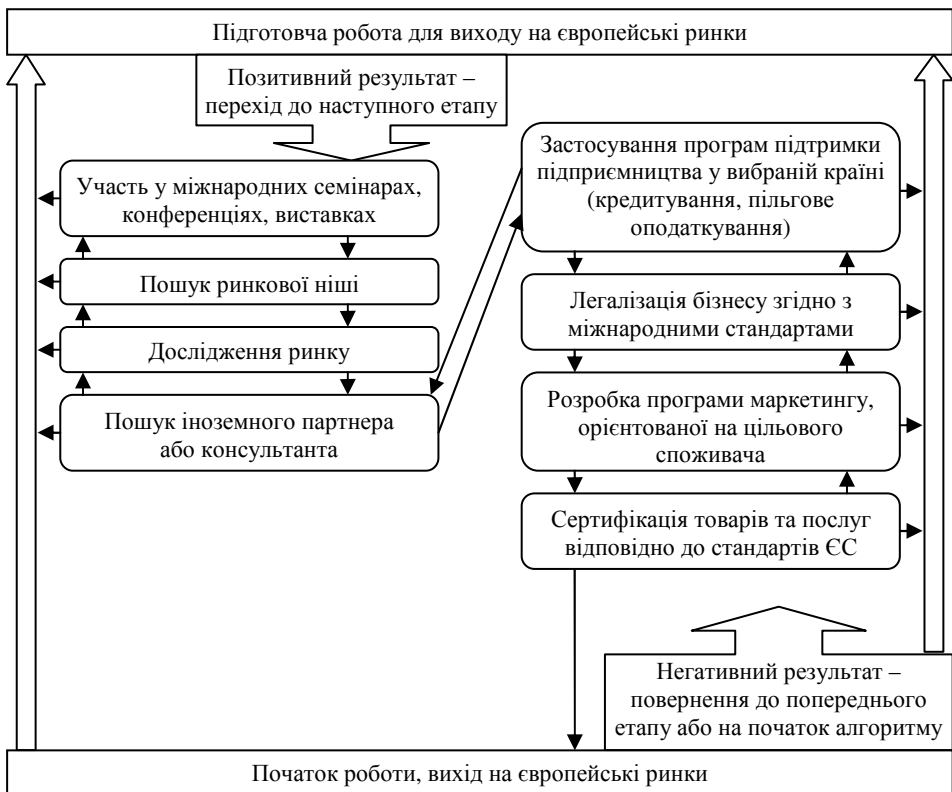 Підготовча робота для виходу на європейські ринки
Позитивний результат –
перехід до наступного етапу
Участь у міжнародних семінарах,
конференціях, виставках
Пошук ринкової ніші
Дослідження ринку
Пошук іноземного партнера
або консультанта
Застосування програм підтримки
підприємництва у вибраній країні
(кредитування, пільгове
оподаткування)
Легалізація бізнесу згідно з
міжнародними стандартами
Розробка програми маркетингу,
орієнтованої на цільового
споживача
Сертифікація товарів та послуг
відповідно до стандартів ЄС
Негативний результат –
повернення до попереднього
етапу або на початок алгоритму
Початок роботи, вихід на європейські ринки